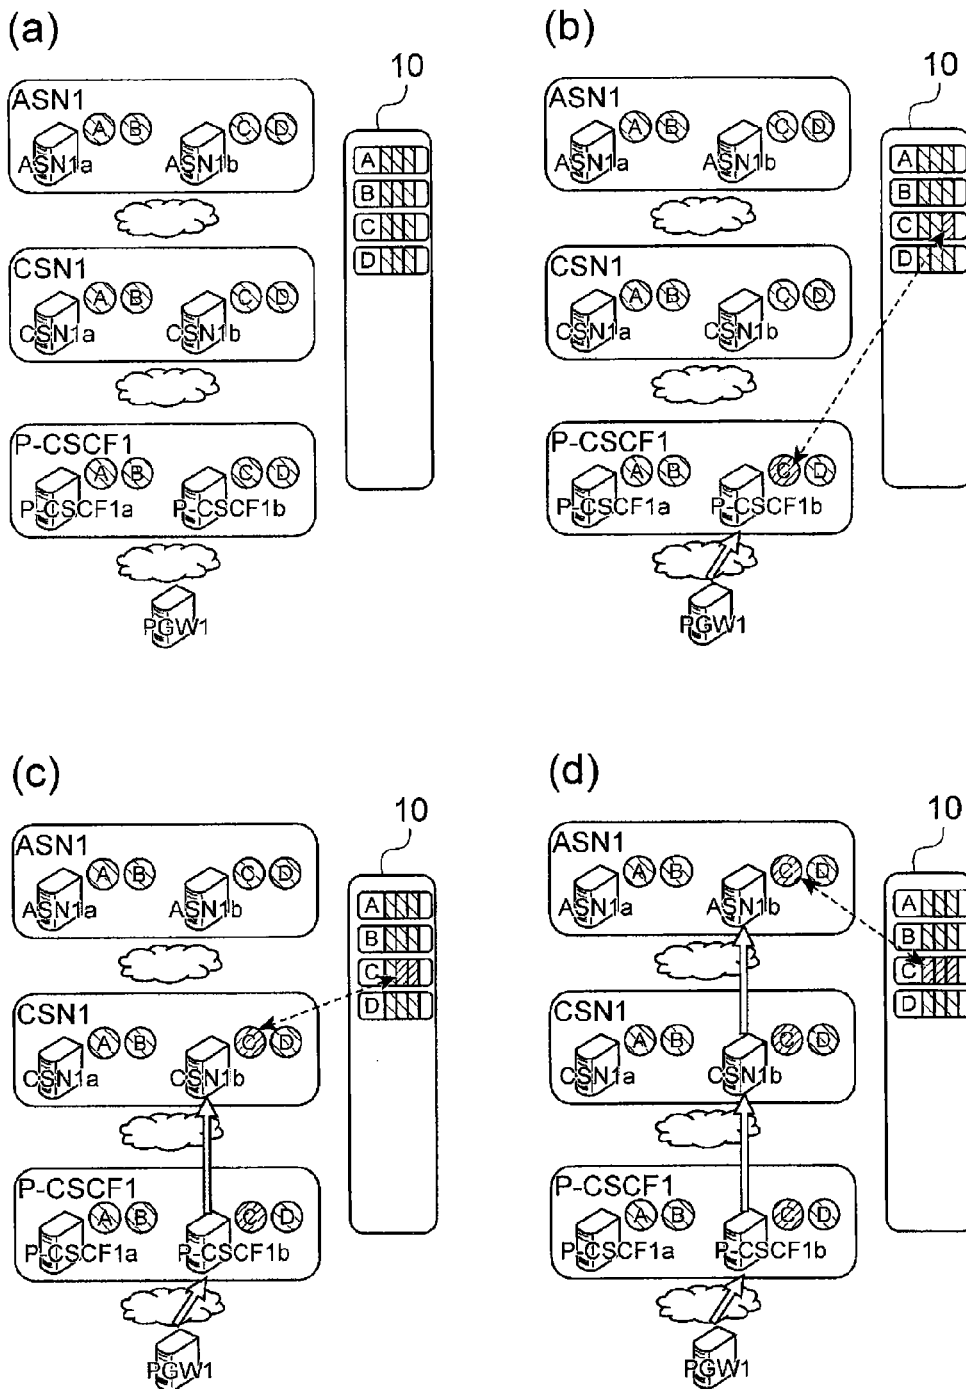 (a)
10
ASN1
A B C D
ASN1a ASN1b
CSN1
A B C D
CSN1a CSN1b
P-CSCF1
A B C D
P-CSCF1a P-CSCF1b
PGW1
A
B
C
D
(b)
10
ASN1
A B C D
ASN1a ASN1b
CSN1
A B C D
CSN1a CSN1b
P-CSCF1
A B C D
P-CSCF1a P-CSCF1b
PGW1
A
B
C
D
(c)
10
ASN1
A B C D
ASN1a ASN1b
CSN1
A B C D
CSN1a CSN1b
P-CSCF1
A B C D
P-CSCF1a P-CSCF1b
PGW1
A
B
C
D
(d)
10
ASN1
A B C D
ASN1a ASN1b
CSN1
A B C D
CSN1a CSN1b
P-CSCF1
A B C D
P-CSCF1a P-CSCF1b
PGW1
A
B
C
D